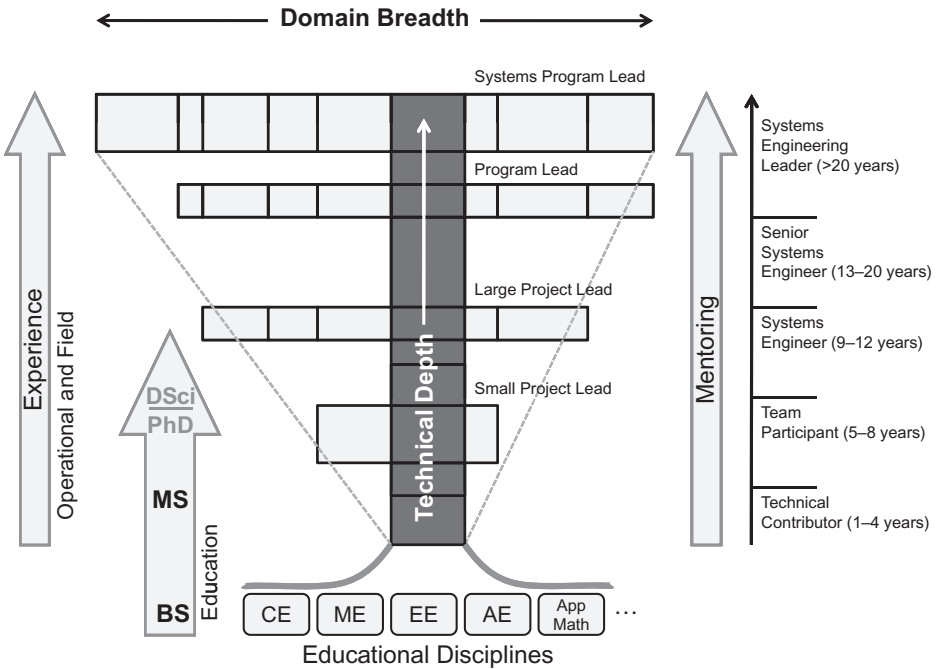 Domain Breadth
Systems Program Lead
Program Lead
Large Project Lead
Small Project Lead
Technical Depth
Experience
Operational and Field
DSci
PhD
MS
BS
Education
Mentoring
Systems
Engineering
Leader (>20 years)
Senior
Systems
Engineer (13–20 years)
Systems
Engineer (9–12 years)
Team
Participant (5–8 years)
Technical
Contributor (1–4 years)
CE
ME
EE
AE
App
Math
...
Educational Disciplines